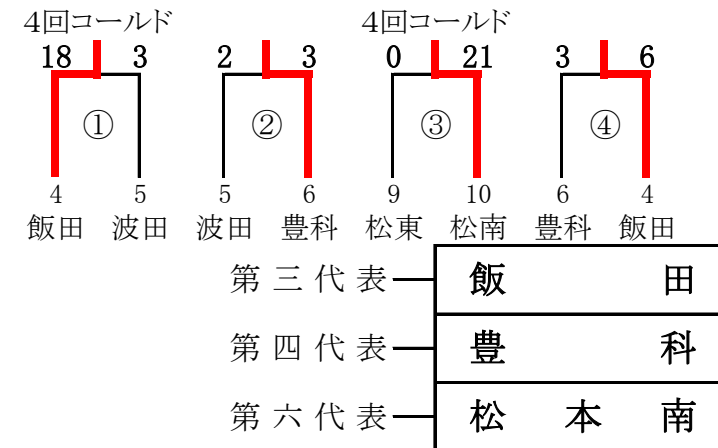 4回コールド 4回コールド
18 3 2 3 0 21 3 6
① ② ③ ④
4 5 5 6 9 10 6 4
飯田 波田 波田 豊科 松東 松南 豊科 飯田
第三代表 飯田
第四代表 豊科
第六代表 松本南